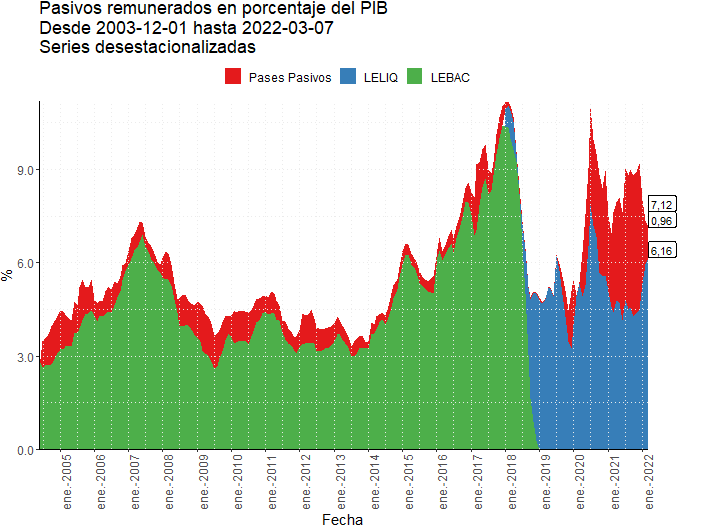 Pasivos remunerados en porcentaje del PIB
Desde 2003-12-01 hasta 2022-03-07
Series desestacionalizadas
Pases Pasivos LELIQ LEBAC
%
9.0
6.0
3.0
0.0
7,12
0,96
6,16
ene.-2005
ene.-2006
ene.-2007
ene.-2008
ene.-2009
ene.-2010
ene.-2011
ene.-2012
ene.-2013
ene.-2014
ene.-2015
ene.-2016
ene.-2017
ene.-2018
ene.-2019
ene.-2020
ene.-2021
ene.-2022
Fecha